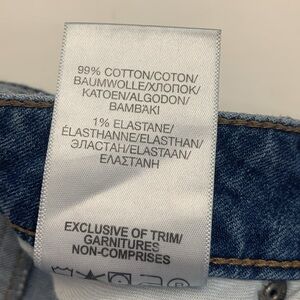 99% COTTON/COTON/
BAUMWOLLE/ХЛОПОК/
KATOEN/ALGODON/
BAMBAKI
1% ELASTANE/
ÉLASTHANNE/ELASTHAN/
ЭЛАСТАН/ELASTAAN/
ΕΛΑΣΤΑΝΗ
EXCLUSIVE OF TRIM/
GARNITURES
NON-COMPRISES